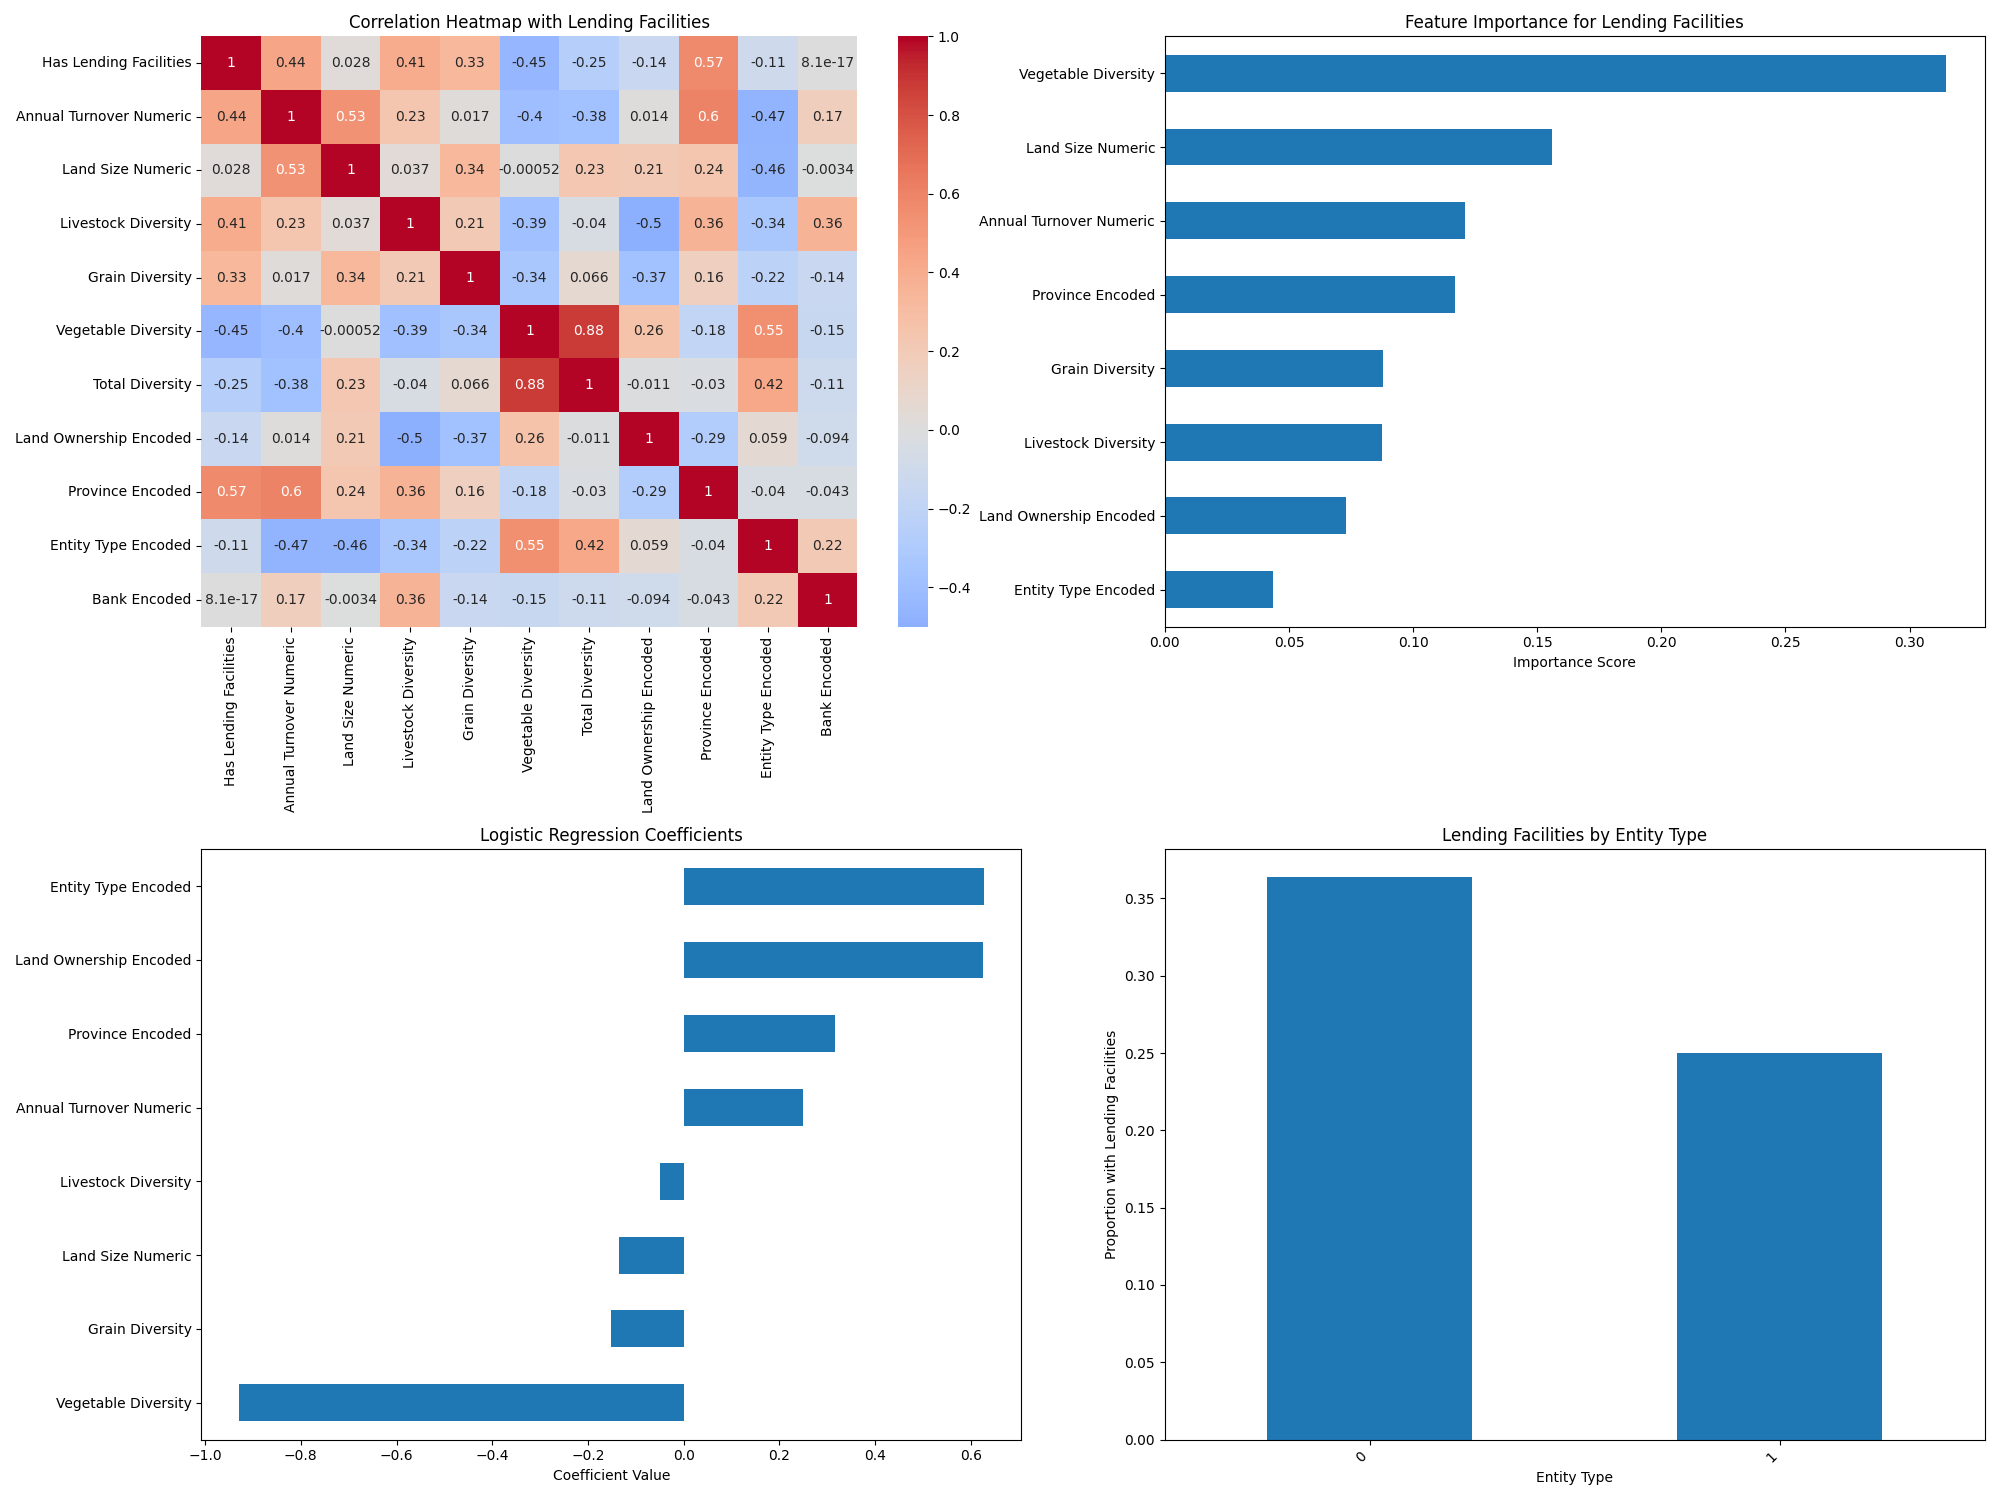 Correlation Heatmap with Lending Facilities
Has Lending Facilities 1 0.44 0.028 0.41 0.33 -0.45 -0.25 -0.14 0.57 -0.11 8.1e-17
Annual Turnover Numeric 0.44 1 0.53 0.23 0.017 -0.4 -0.38 0.014 0.6 -0.47 0.17
Land Size Numeric 0.028 0.53 1 0.037 0.34 -0.00052 0.23 0.21 0.24 -0.46 -0.0034
Livestock Diversity 0.41 0.23 0.037 1 0.21 -0.39 -0.04 -0.5 0.36 -0.34 0.36
Grain Diversity 0.33 0.017 0.34 0.21 1 -0.34 0.066 -0.37 0.16 -0.22 -0.14
Vegetable Diversity -0.45 -0.4 -0.00052 -0.39 -0.34 1 0.88 0.26 -0.18 0.55 -0.15
Total Diversity -0.25 -0.38 0.23 -0.04 0.066 0.88 1 -0.011 -0.03 0.42 -0.11
Land Ownership Encoded -0.14 0.014 0.21 -0.5 -0.37 0.26 -0.011 1 -0.29 0.059 -0.094
Province Encoded 0.57 0.6 0.24 0.36 0.16 -0.18 -0.03 -0.29 1 -0.04 -0.043
Entity Type Encoded -0.11 -0.47 -0.46 -0.34 -0.22 0.55 0.42 0.059 -0.04 1 0.22
Bank Encoded 8.1e-17 0.17 -0.0034 0.36 -0.14 -0.15 -0.11 -0.094 -0.043 0.22 1
Has Lending Facilities
Annual Turnover Numeric
Land Size Numeric
Livestock Diversity
Grain Diversity
Vegetable Diversity
Total Diversity
Land Ownership Encoded
Province Encoded
Entity Type Encoded
Bank Encoded
1.0
0.8
0.6
0.4
0.2
0.0
−0.2
−0.4
Feature Importance for Lending Facilities
Vegetable Diversity
Land Size Numeric
Annual Turnover Numeric
Province Encoded
Grain Diversity
Livestock Diversity
Land Ownership Encoded
Entity Type Encoded
0.00 0.05 0.10 0.15 0.20 0.25 0.30
Importance Score
Logistic Regression Coefficients
Entity Type Encoded
Land Ownership Encoded
Province Encoded
Annual Turnover Numeric
Livestock Diversity
Land Size Numeric
Grain Diversity
Vegetable Diversity
−1.0 −0.8 −0.6 −0.4 −0.2 0.0 0.2 0.4 0.6
Coefficient Value
Lending Facilities by Entity Type
Proportion with Lending Facilities
0.35
0.30
0.25
0.20
0.15
0.10
0.05
0.00
0 1
Entity Type